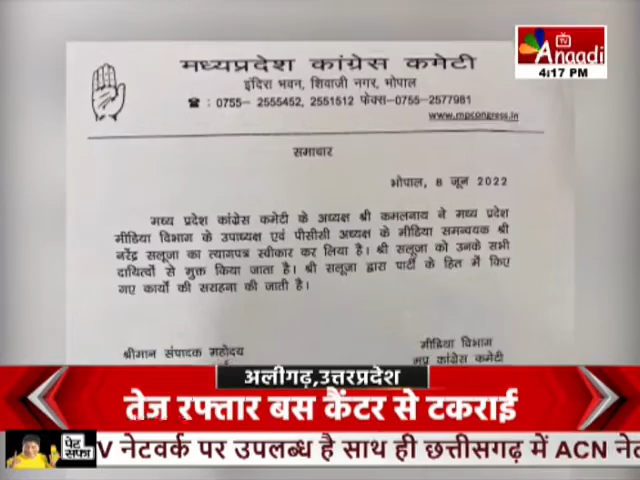 मध्यप्रदेश कांग्रेस कमेटी
इंदिरा भवन, शिवाजी नगर, भोपाल
☎ : 0755– 2555452, 2551512 फेक्स–0755–2577981
www.mpcongress.in
TV
Anaadi
4:17 PM
समाचार
भोपाल, 8 जून 2022
मध्य प्रदेश कांग्रेस कमेटी के अध्यक्ष श्री कमलनाथ ने मध्य प्रदेश
मीडिया विभाग के उपाध्यक्ष एवं पीसीसी अध्यक्ष के मीडिया समन्वयक श्री
नरेंद्र सलूजा का त्यागपत्र स्वीकार कर लिया है। श्री सलूजा को उनके सभी
दायित्वों से मुक्त किया जाता है। श्री सलूजा द्वारा पार्टी के हित में किए
गए कार्यो की सराहना की जाती है।
श्रीमान संपादक महोदय
मीडिया विभाग
मप्र कांग्रेस कमेटी
अलीगढ़,उत्तरप्रदेश
तेज रफ्तार बस कैंटर से टकराई
पेट
सफा
V नेटवर्क पर उपलब्ध है साथ ही छत्तीसगढ़ में ACN नेट